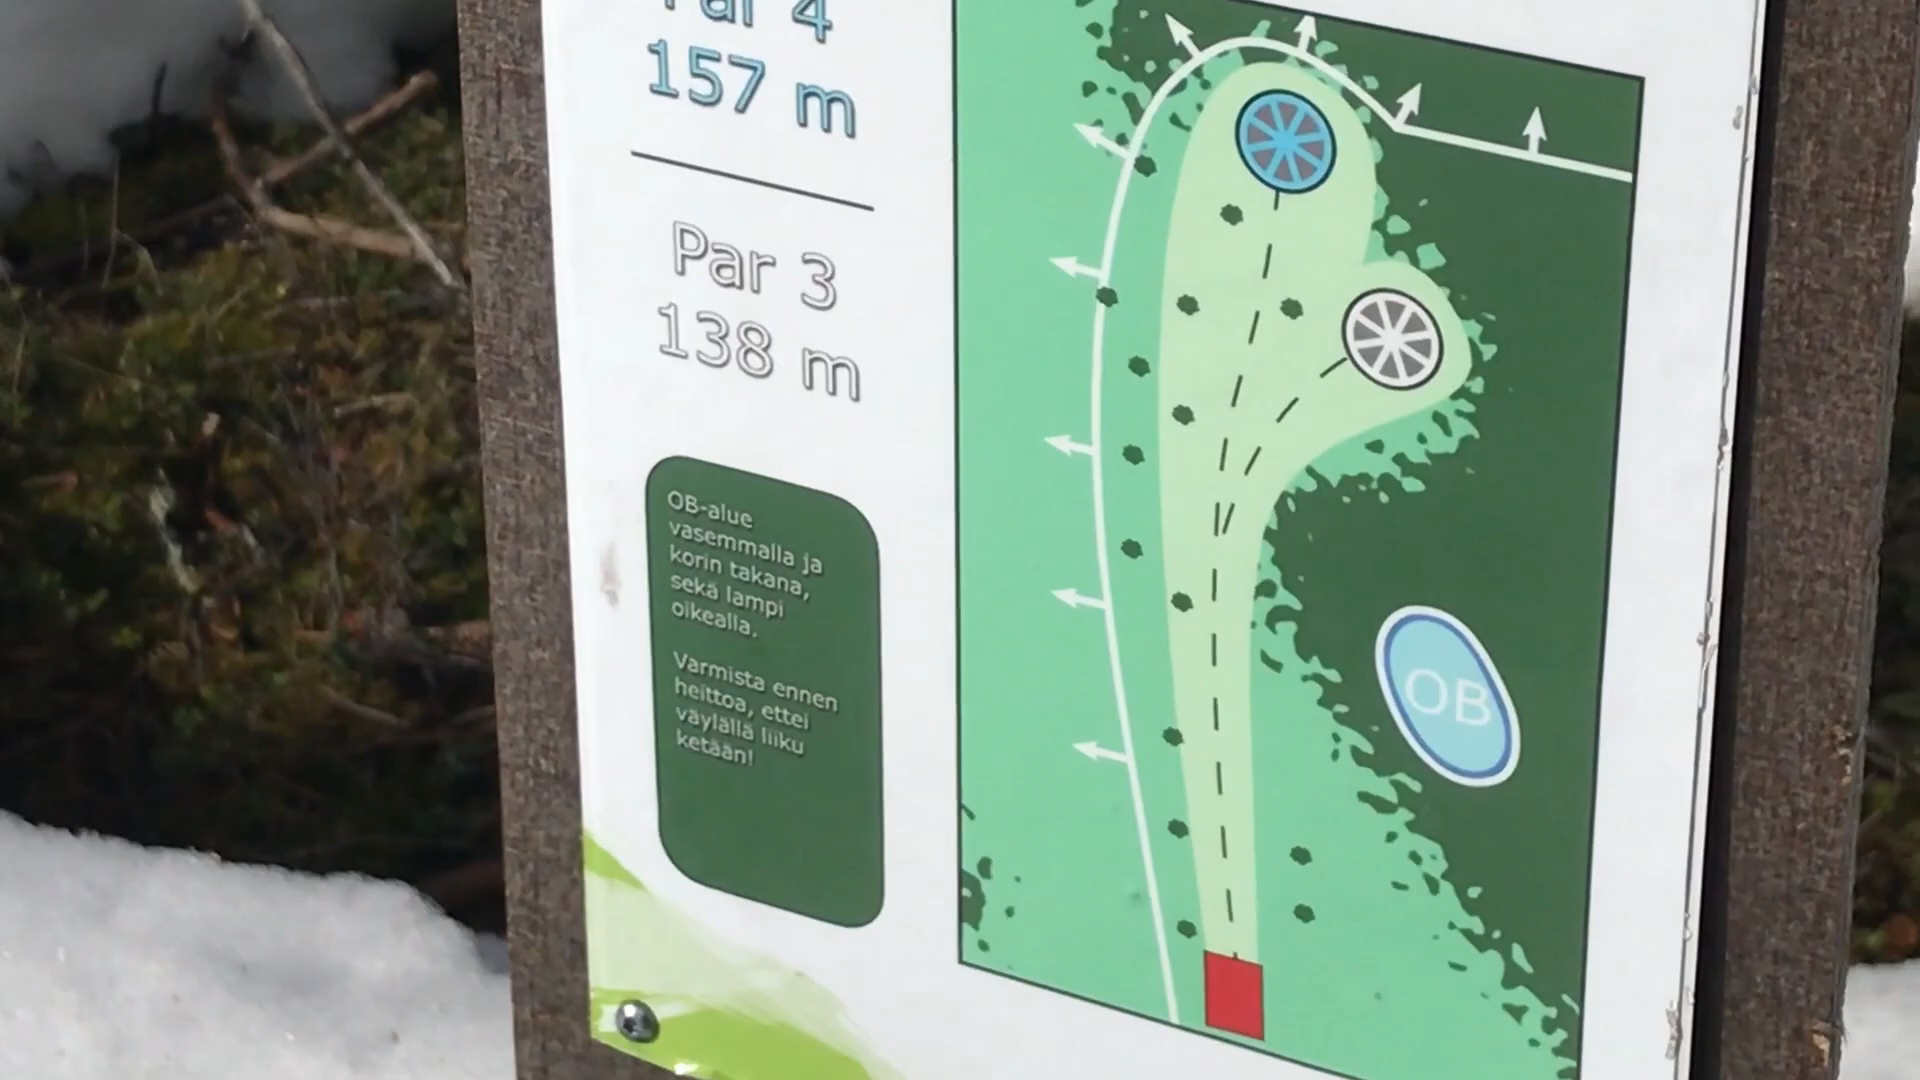 Par 4
157 m
Par 3
138 m
OB-alue
vasemmalla ja
korin takana,
sekä lampi
oikealla.
Varmista ennen
heittoa, ettei
väylällä liiku
ketään!
OB